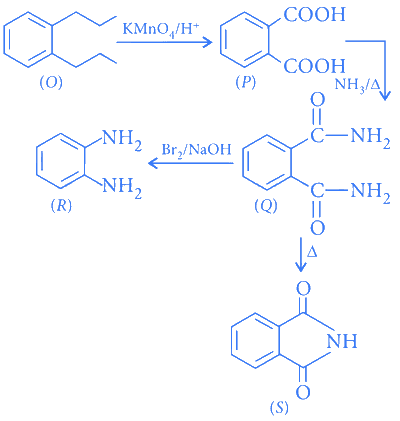 KMnO₄/H⁺
COOH
COOH
(O)
(P)
NH₃/Δ
O
C—NH₂
NH₂
NH₂
Br₂/NaOH
C—NH₂
O
(R)
(Q)
Δ
O
NH
O
(S)